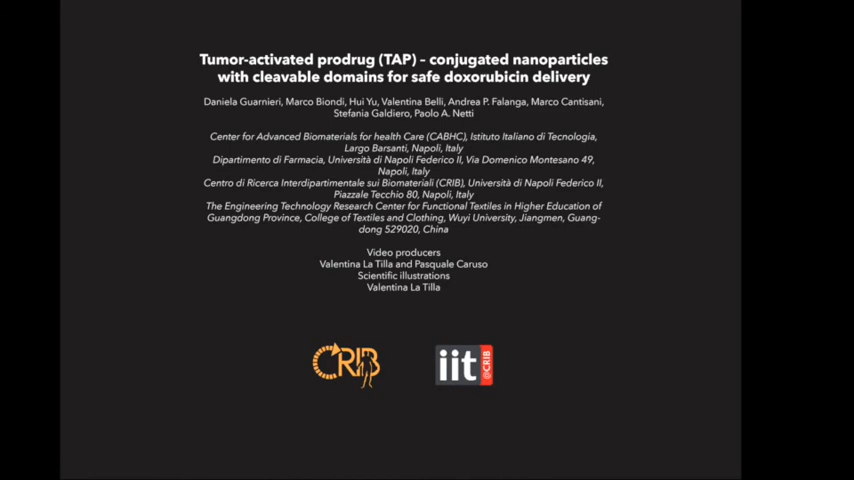 Tumor-activated prodrug (TAP) – conjugated nanoparticles
with cleavable domains for safe doxorubicin delivery
Daniela Guarnieri, Marco Biondi, Hui Yu, Valentina Belli, Andrea P. Falanga, Marco Cantisani,
Stefania Galdiero, Paolo A. Netti
Center for Advanced Biomaterials for health Care (CABHC), Istituto Italiano di Tecnologia,
Largo Barsanti, Napoli, Italy
Dipartimento di Farmacia, Università di Napoli Federico II, Via Domenico Montesano 49,
Napoli, Italy
Centro di Ricerca Interdipartimentale sui Biomateriali (CRIB), Università di Napoli Federico II,
Piazzale Tecchio 80, Napoli, Italy
The Engineering Technology Research Center for Functional Textiles in Higher Education of
Guangdong Province, College of Textiles and Clothing, Wuyi University, Jiangmen, Guang-
dong 529020, China
Video producers
Valentina La Tilla and Pasquale Caruso
Scientific illustrations
Valentina La Tilla
CRIB
iit @CRIB